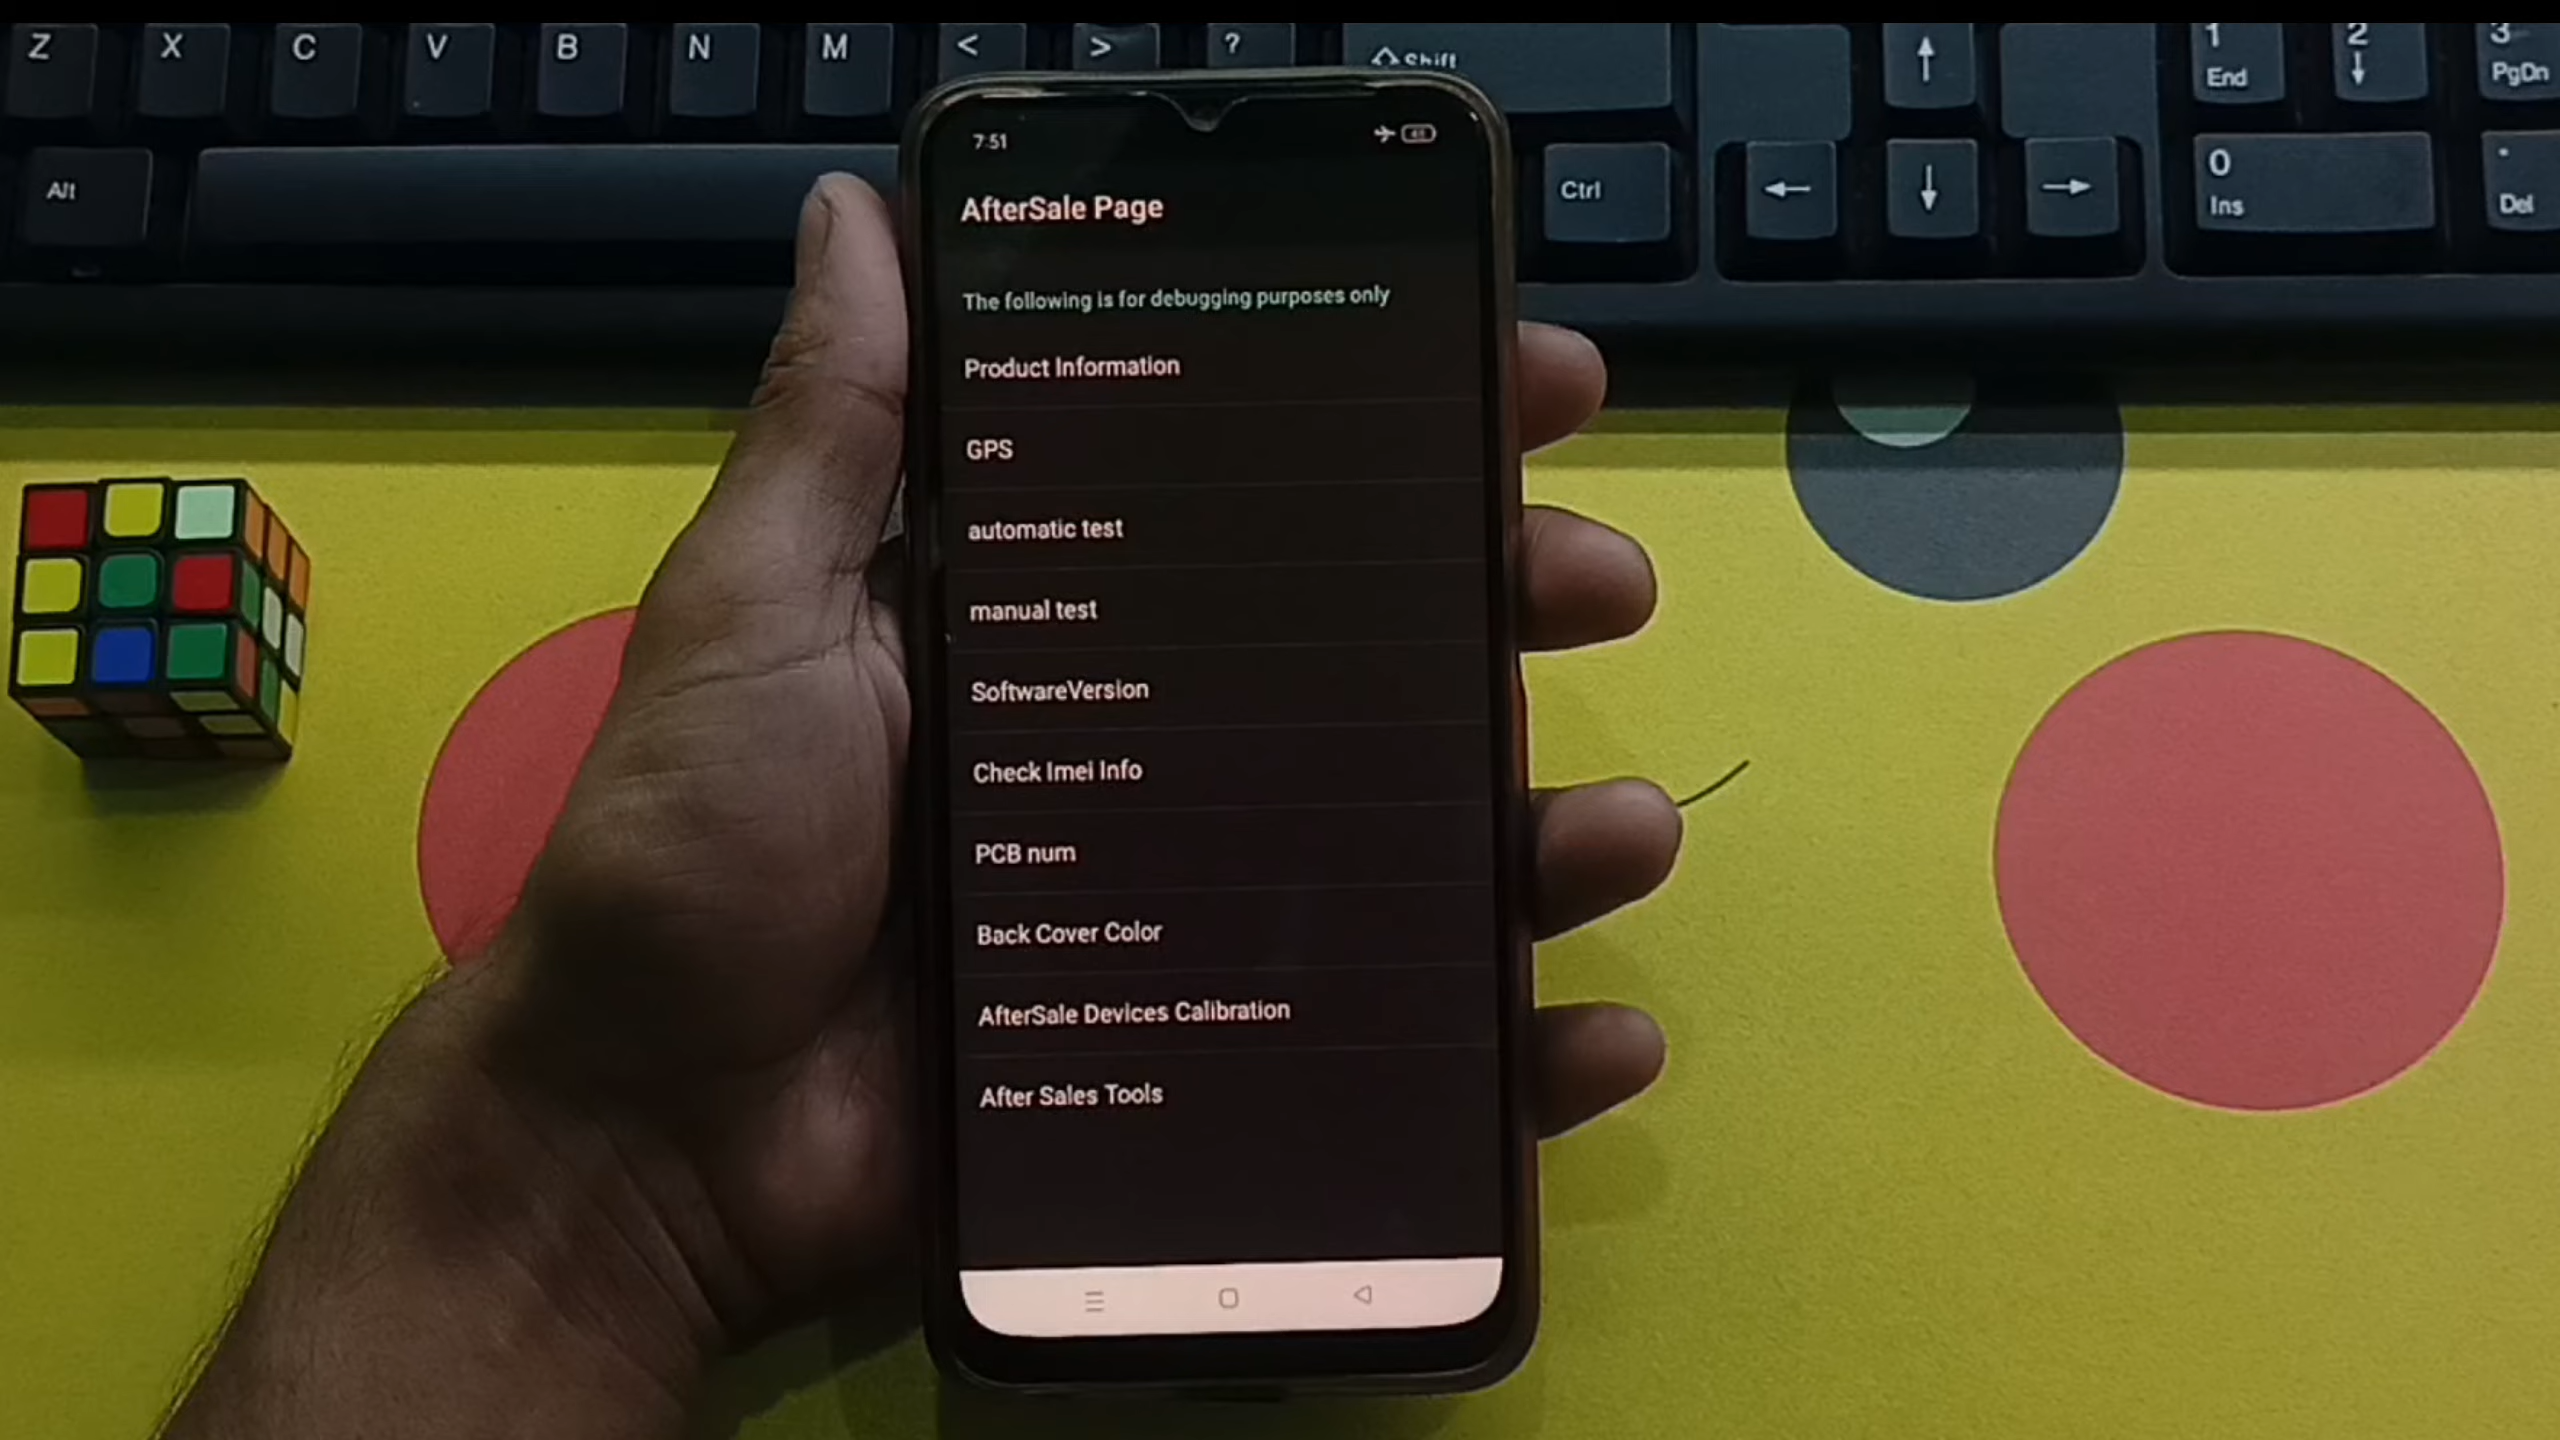 Z X C V B N M < > ? Shift 1 End 2 3 PgDn
Alt Ctrl 0 Ins . Del
7:51
AfterSale Page
The following is for debugging purposes only
Product Information
GPS
automatic test
manual test
SoftwareVersion
Check Imei Info
PCB num
Back Cover Color
AfterSale Devices Calibration
After Sales Tools